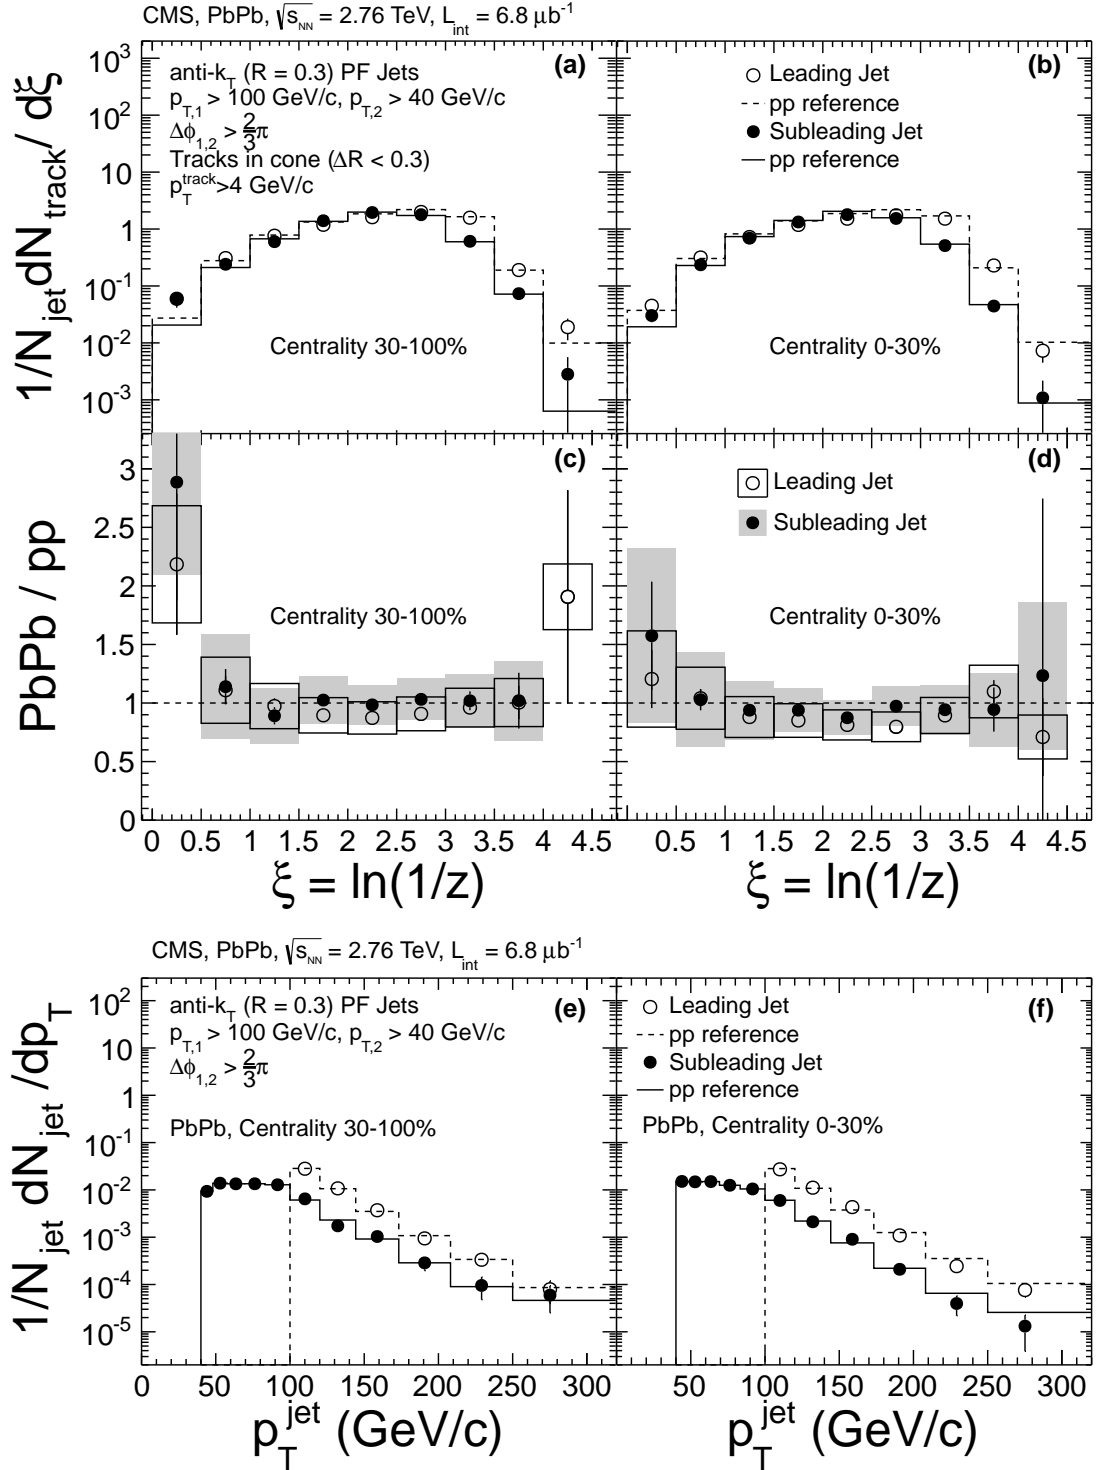 CMS, PbPb, √s_NN = 2.76 TeV, L_int = 6.8 μb⁻¹
anti-k_T (R = 0.3) PF Jets
p_T,1 > 100 GeV/c, p_T,2 > 40 GeV/c
Δϕ_1,2 > 2/3 π
Tracks in cone (ΔR < 0.3)
p_T^track >4 GeV/c
(a)
Centrality 30-100%
1/N_jet dN_track / dξ
10³
10²
10
1
10⁻¹
10⁻²
10⁻³
Leading Jet
pp reference
Subleading Jet
pp reference
(b)
Centrality 0-30%
(c)
Centrality 30-100%
PbPb / pp
3
2.5
2
1.5
1
0.5
0
(d)
Leading Jet
Subleading Jet
Centrality 0-30%
0 0.5 1 1.5 2 2.5 3 3.5 4 4.5
0.5 1 1.5 2 2.5 3 3.5 4 4.5
ξ = ln(1/z)
ξ = ln(1/z)
CMS, PbPb, √s_NN = 2.76 TeV, L_int = 6.8 μb⁻¹
anti-k_T (R = 0.3) PF Jets
p_T,1 > 100 GeV/c, p_T,2 > 40 GeV/c
Δϕ_1,2 > 2/3 π
(e)
PbPb, Centrality 30-100%
1/N_jet dN_jet /dp_T
10²
10
1
10⁻¹
10⁻²
10⁻³
10⁻⁴
10⁻⁵
Leading Jet
pp reference
Subleading Jet
pp reference
(f)
PbPb, Centrality 0-30%
0 50 100 150 200 250 300
50 100 150 200 250 300
p_T^jet (GeV/c)
p_T^jet (GeV/c)